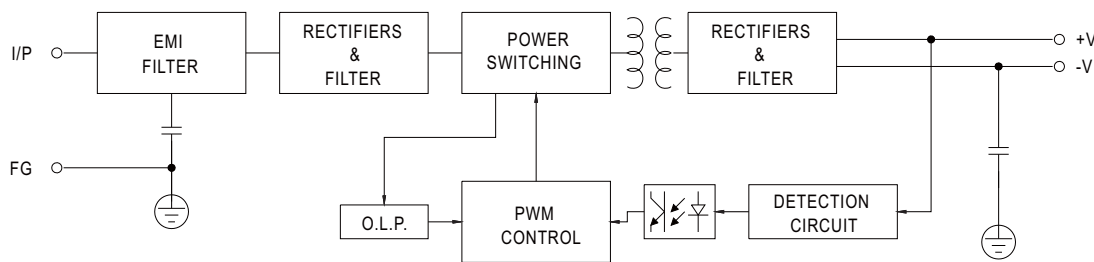 I/P
EMI
FILTER
RECTIFIERS
&
FILTER
POWER
SWITCHING
RECTIFIERS
&
FILTER
+V
-V
FG
O.L.P.
PWM
CONTROL
DETECTION
CIRCUIT